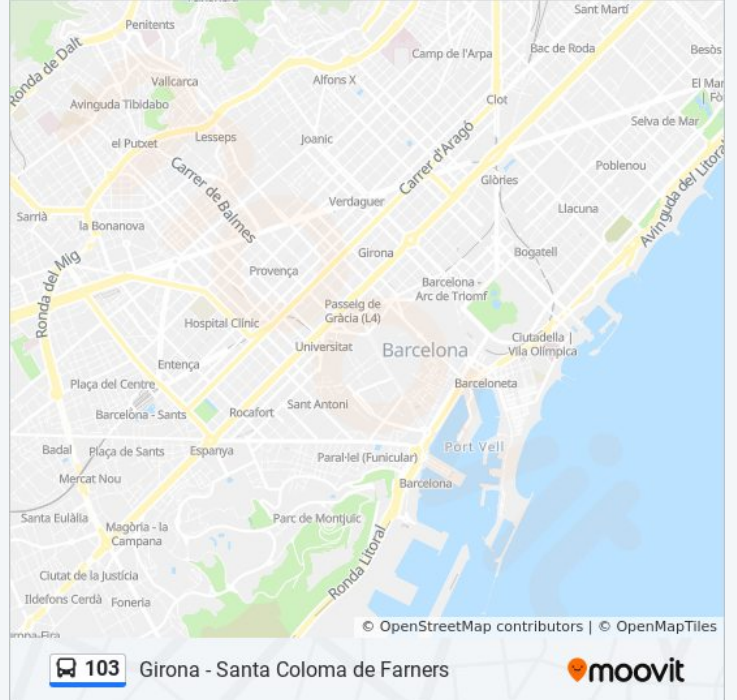 Sant Martí
Penitents
Ronda de Dalt
Camp de l'Arpa
Bac de Roda
Besòs
Vallcarca
Alfons X
El Mar
| Fò
Avinguda Tibidabo
Clot
Selva de Mar
el Putxet
Lesseps
Joanic
Carrer d'Aragó
Poblenou
Carrer de Balmes
Glòries
Avinguda del Litoral
Verdaguer
Llacuna
Sarrià
la Bonanova
Girona
Bogatell
Ronda del Mig
Provença
Barcelona -
Arc de Triomf
Passeig de
Gràcia (L4)
Hospital Clínic
Universitat
Barcelona
Ciutadella |
Vila Olímpica
Entença
Plaça del Centre
Barceloneta
Barcelona - Sants
Rocafort
Sant Antoni
Badal
Plaça de Sants
Espanya
Paral·lel (Funicular)
Port Vell
Mercat Nou
Barcelona
Santa Eulàlia
Magòria - la
Campana
Parc de Montjuïc
Ronda Litoral
Ciutat de la Justícia
Ildefons Cerdà
Foneria
© OpenStreetMap contributors | © OpenMapTiles
103 Girona - Santa Coloma de Farners
moovit